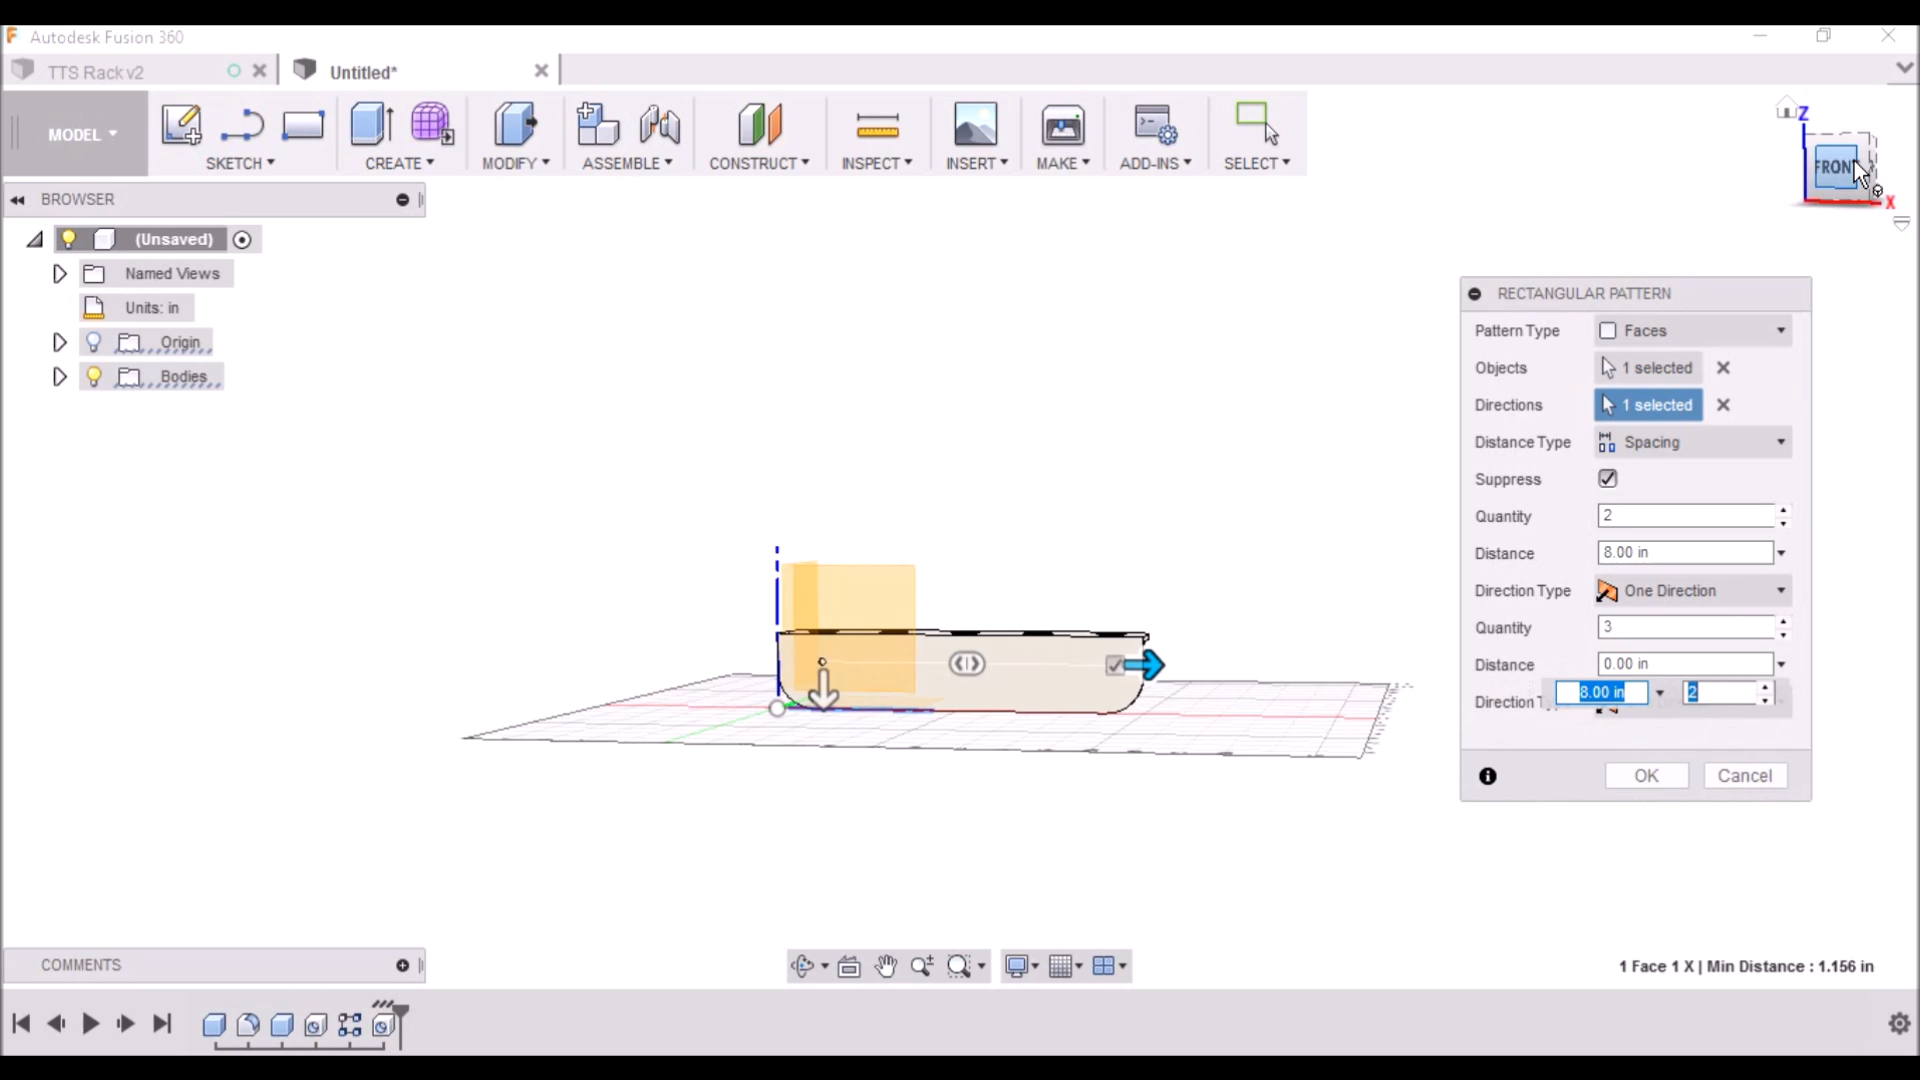 Autodesk Fusion 360
TTS Rack v2
Untitled*
MODEL
SKETCH
CREATE
MODIFY
ASSEMBLE
CONSTRUCT
INSPECT
INSERT
MAKE
ADD-INS
SELECT
Z
FRON
X
BROWSER
(Unsaved)
Named Views
Units: in
Origin
Bodies
RECTANGULAR PATTERN
Pattern Type Faces
Objects 1 selected
Directions 1 selected
Distance Type Spacing
Suppress
Quantity 2
Distance 8.00 in
Direction Type One Direction
Quantity 3
Distance 0.00 in
Direction T 8.00 in 2
OK Cancel
COMMENTS
1 Face 1 X | Min Distance : 1.156 in